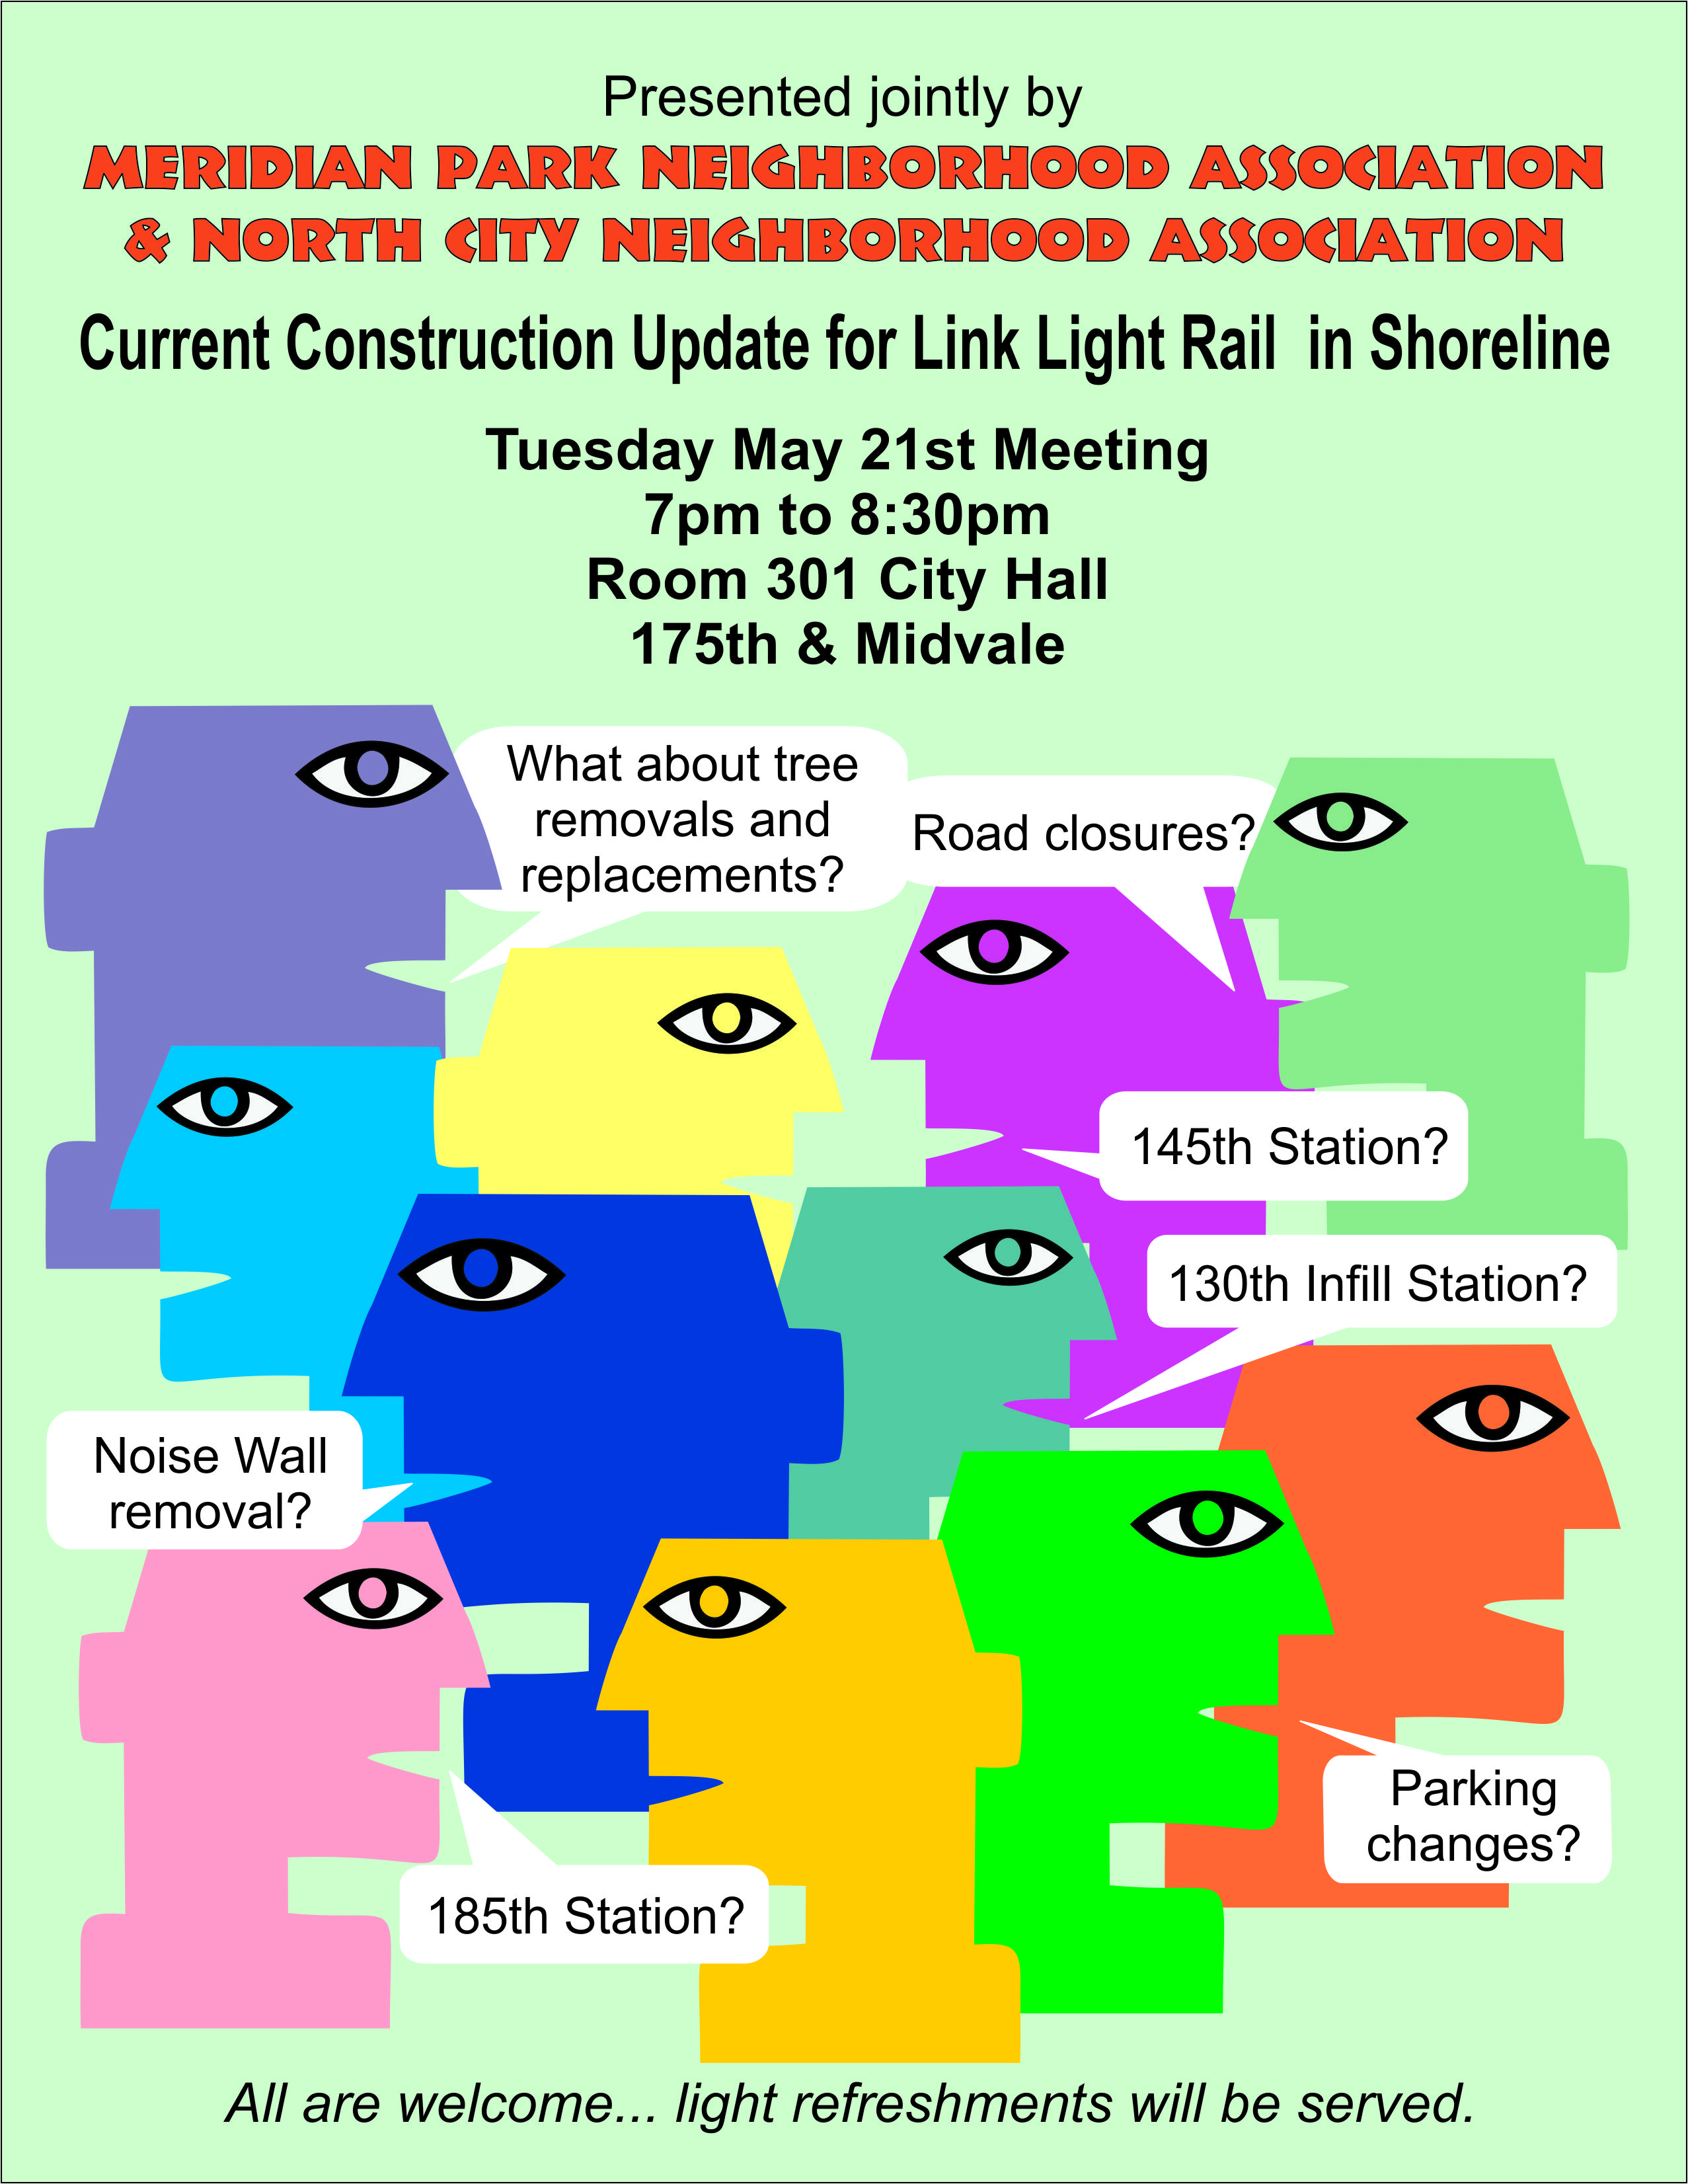 Presented jointly by
MERIDIAN PARK NEIGHBORHOOD ASSOCIATION
& NORTH CITY NEIGHBORHOOD ASSOCIATION
Current Construction Update for Link Light Rail in Shoreline
Tuesday May 21st Meeting
7pm to 8:30pm
Room 301 City Hall
175th & Midvale
What about tree
removals and
replacements?
Road closures?
145th Station?
130th Infill Station?
Noise Wall
removal?
Parking
changes?
185th Station?
All are welcome... light refreshments will be served.